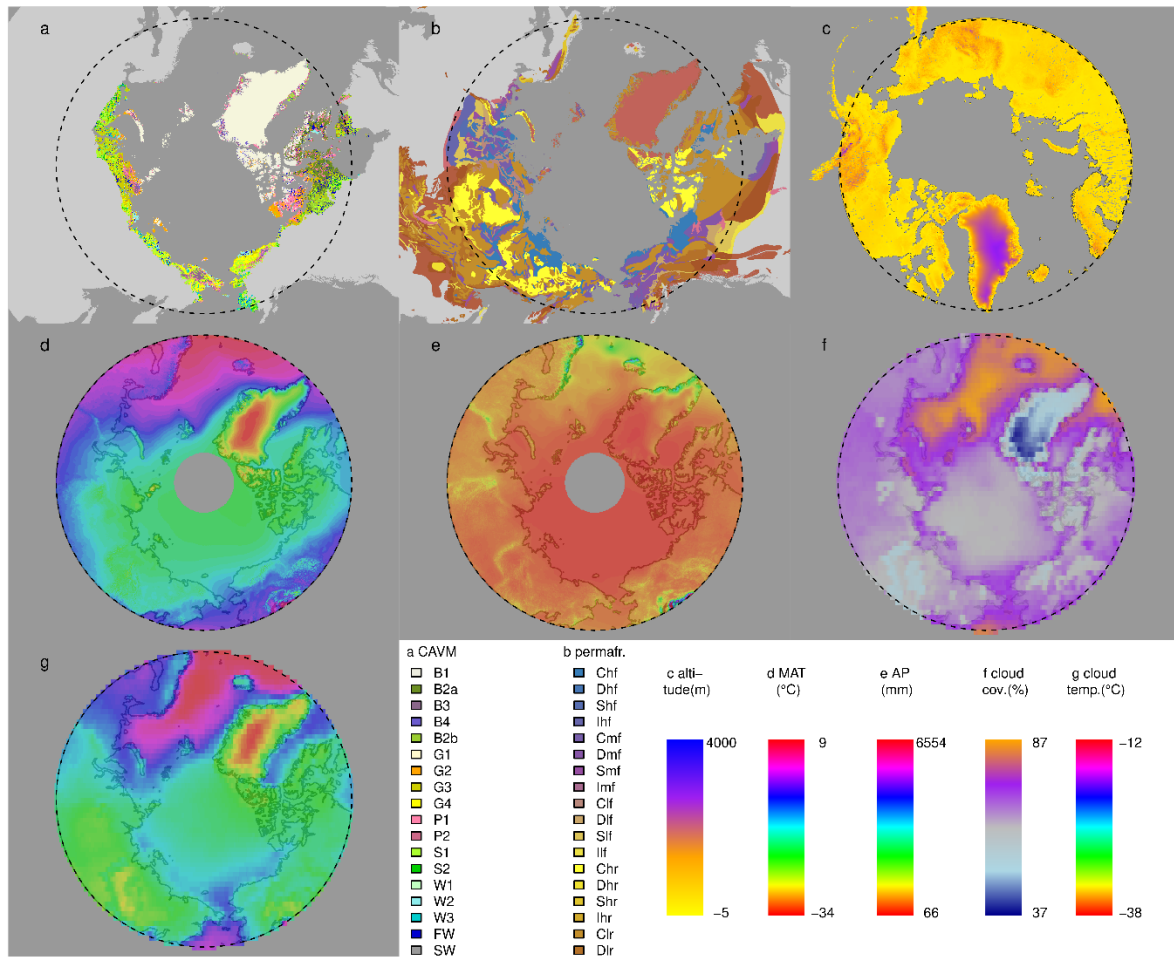 a
b
c
d
e
f
g
a CAVM
B1
B2a
B3
B4
B2b
G1
G2
G3
G4
P1
P2
S1
S2
W1
W2
W3
FW
SW
b permafr.
Chf
Dhf
Shf
Ihf
Cmf
Dmf
Smf
Imf
Clf
Dlf
Slf
Ilf
Chr
Dhr
Shr
Ihr
Clr
Dlr
c alti–
tude(m)
4000
−5
d MAT
(°C)
9
−34
e AP
(mm)
6554
66
f cloud
cov.(%)
87
37
g cloud
temp.(°C)
−12
−38